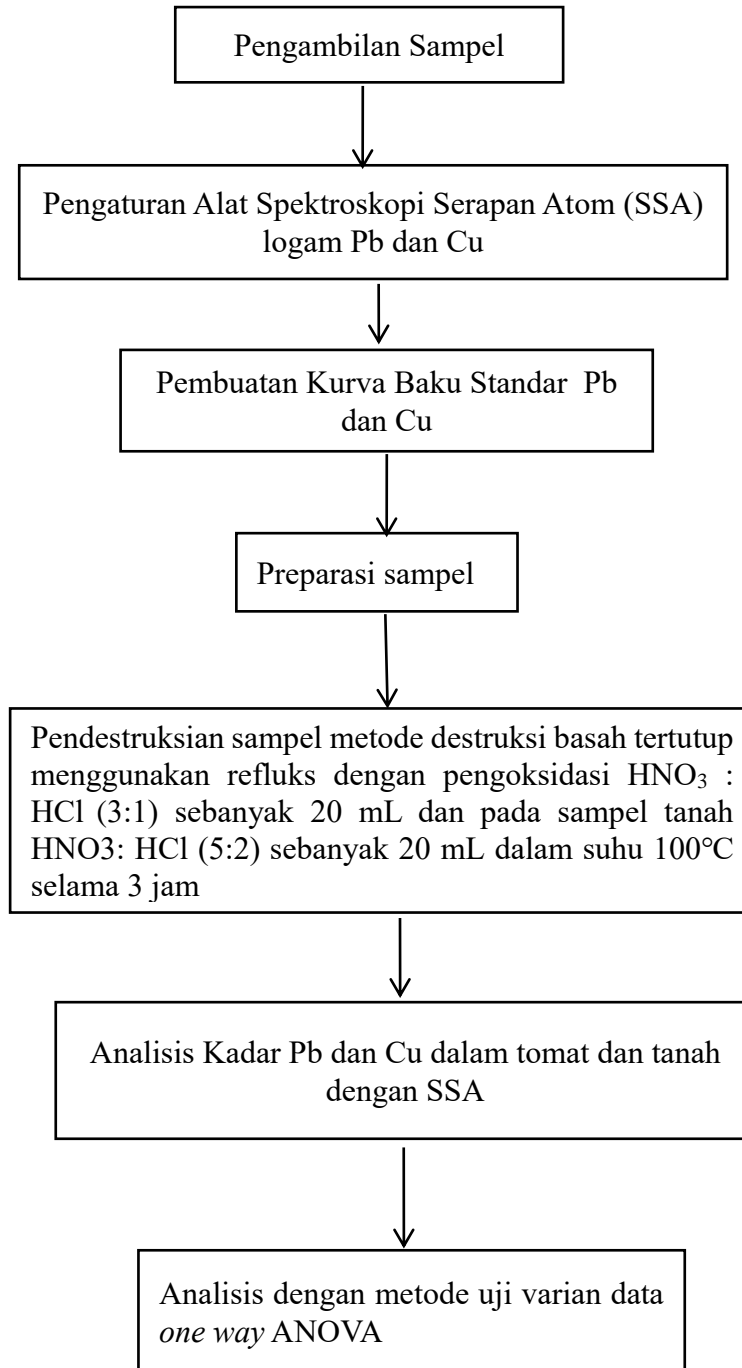 Pengambilan Sampel
Pengaturan Alat Spektroskopi Serapan Atom (SSA)
logam Pb dan Cu
Pembuatan Kurva Baku Standar Pb
dan Cu
Preparasi sampel
Pendestruksian sampel metode destruksi basah tertutup
menggunakan refluks dengan pengoksidasi HNO₃ :
HCl (3:1) sebanyak 20 mL dan pada sampel tanah
HNO3: HCl (5:2) sebanyak 20 mL dalam suhu 100°C
selama 3 jam
Analisis Kadar Pb dan Cu dalam tomat dan tanah
dengan SSA
Analisis dengan metode uji varian data
one way ANOVA